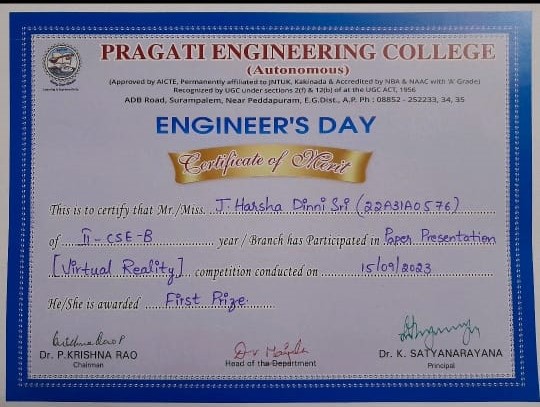 PRAGATI ENGINEERING COLLEGE
(Autonomous)
(Approved by AICTE, Permanently affiliated to JNTUK, Kakinada & Accredited by NBA & NAAC with 'A' Grade)
Recognized by UGC under sections 2(f) & 12(b) of at the UGC ACT, 1956
ADB Road, Surampalem, Near Peddapuram, E.G.Dist., A.P. Ph : 08852 - 252233, 34, 35
ENGINEER'S DAY
Certificate of Merit
This is to certify that Mr./Miss. J. Harsha Dinni Sri (22A31A0576)
of II - CSE-B year / Branch has Participated in Paper Presentation
[Virtual Reality] competition conducted on 15/09/2023
He/She is awarded First Prize.
Dr. P.KRISHNA RAO
Chairman
Head of the Department
Dr. K. SATYANARAYANA
Principal